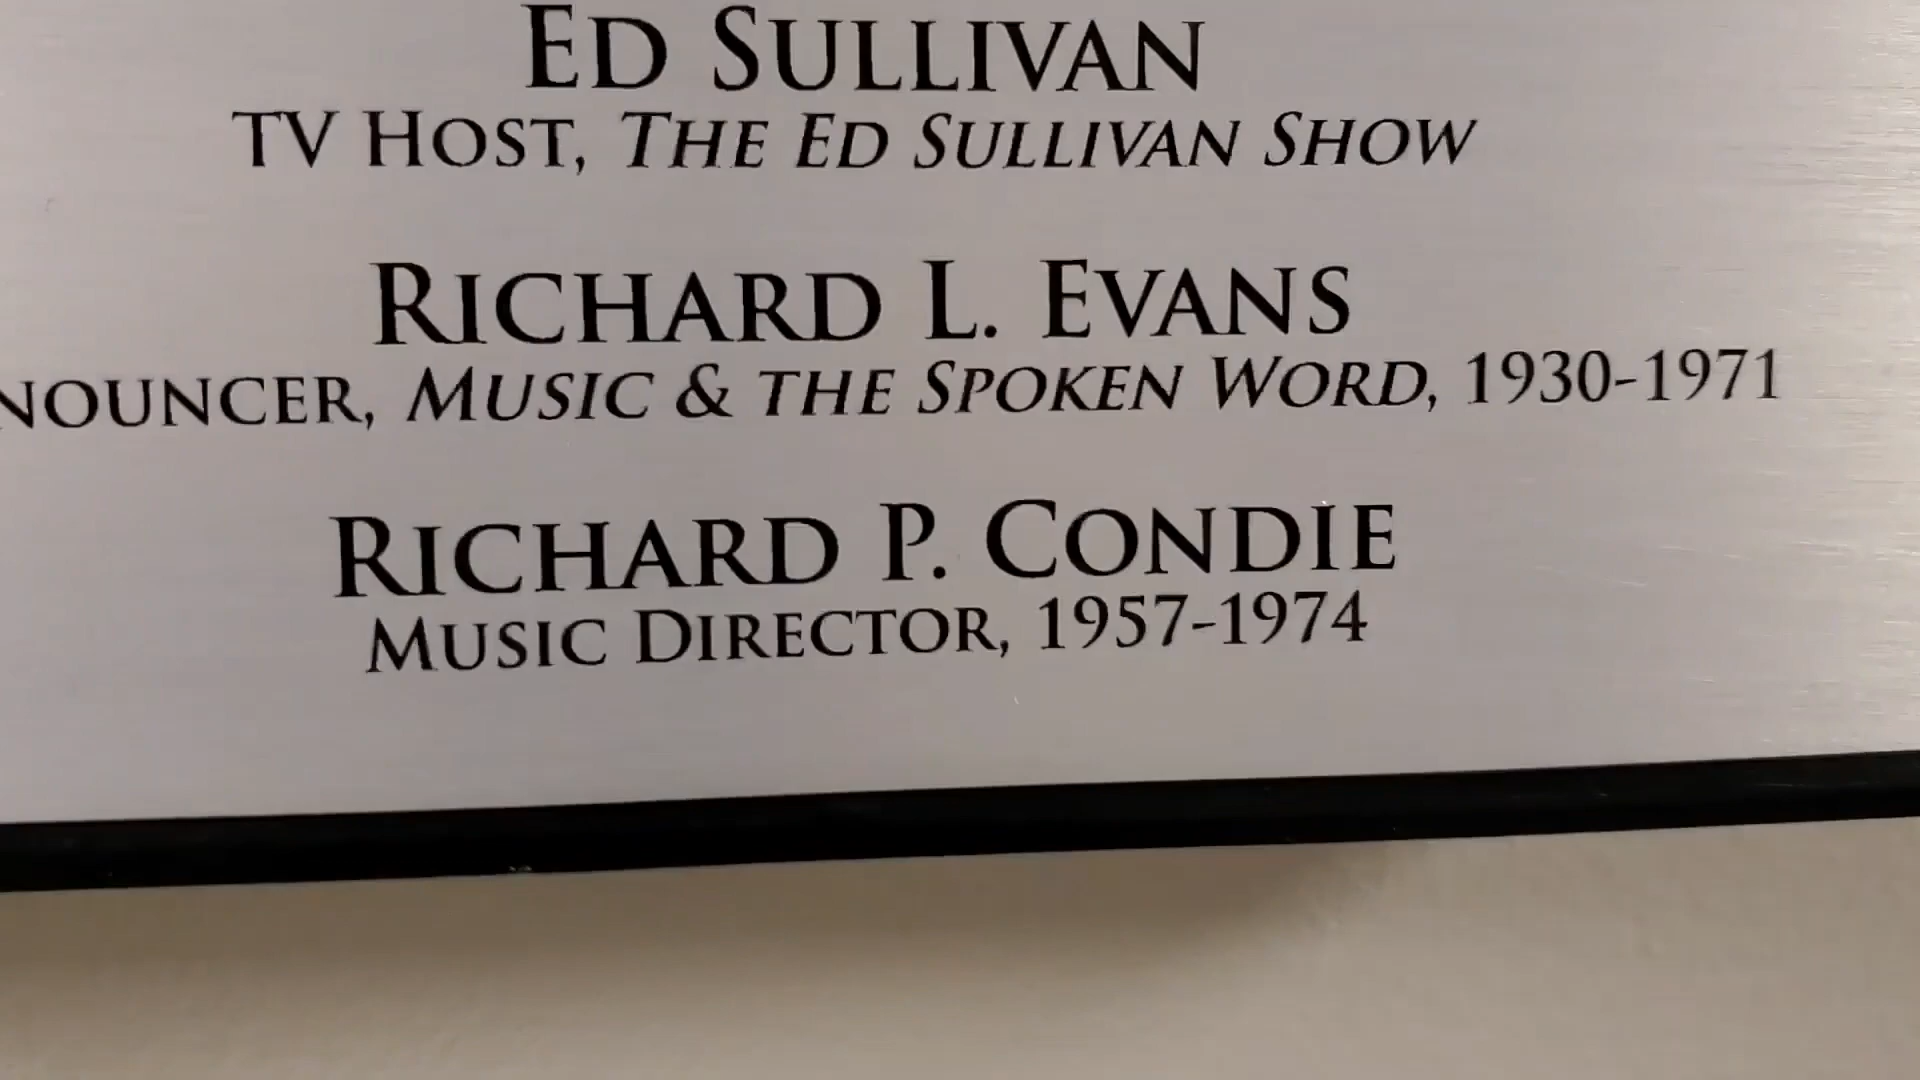 ED SULLIVAN
TV HOST, THE ED SULLIVAN SHOW
RICHARD L. EVANS
NOUNCER, MUSIC & THE SPOKEN WORD, 1930-1971
RICHARD P. CONDIE
MUSIC DIRECTOR, 1957-1974